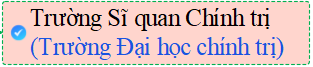 Trường Sĩ quan Chính trị
(Trường Đại học chính trị)